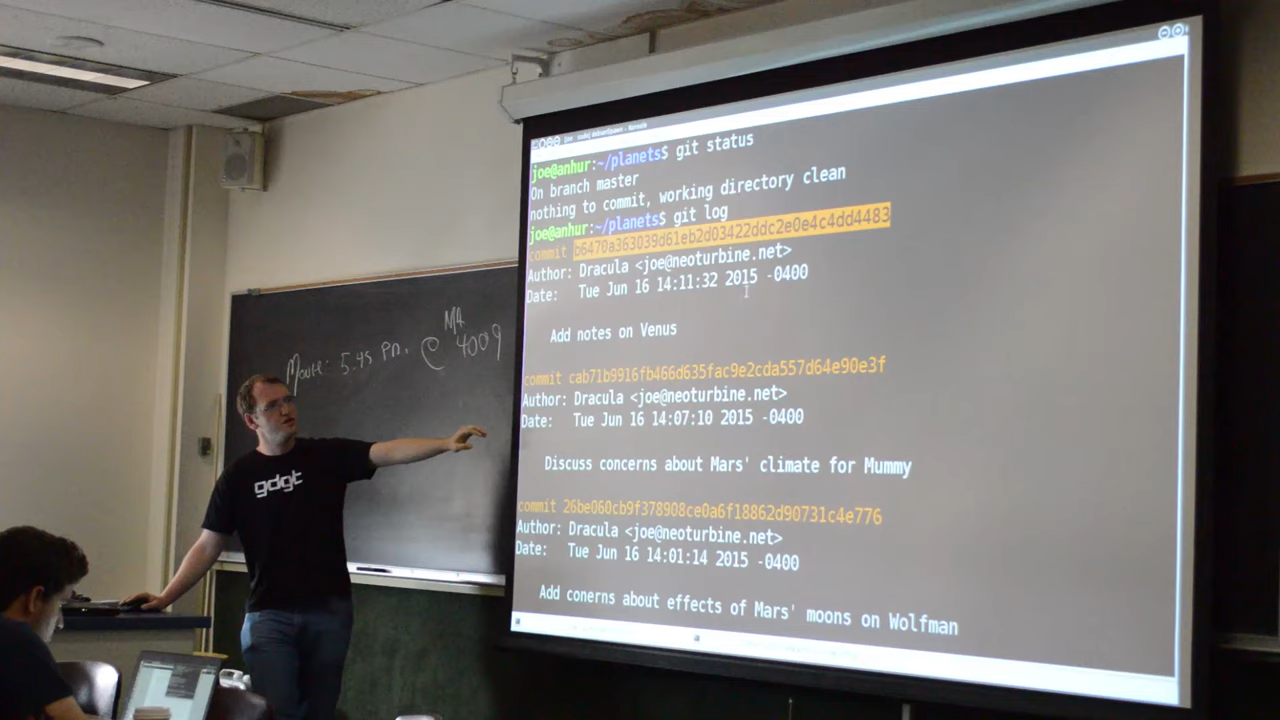 joe@anhur:~/planets$ git status
On branch master
nothing to commit, working directory clean
joe@anhur:~/planets$ git log
commit b6470a363039d61eb2d03422ddc2e0e4c4dd4483
Author: Dracula <joe@neoturbine.net>
Date: Tue Jun 16 14:11:32 2015 -0400
Add notes on Venus
commit cab71b9916fb466d635fac9e2cda557d64e90e3f
Author: Dracula <joe@neoturbine.net>
Date: Tue Jun 16 14:07:10 2015 -0400
Discuss concerns about Mars' climate for Mummy
commit 26be060cb9f378908ce0a6f18862d90731c4e776
Author: Dracula <joe@neoturbine.net>
Date: Tue Jun 16 14:01:14 2015 -0400
Add conerns about effects of Mars' moons on Wolfman
5.45 PM. @ 4009
gdgt